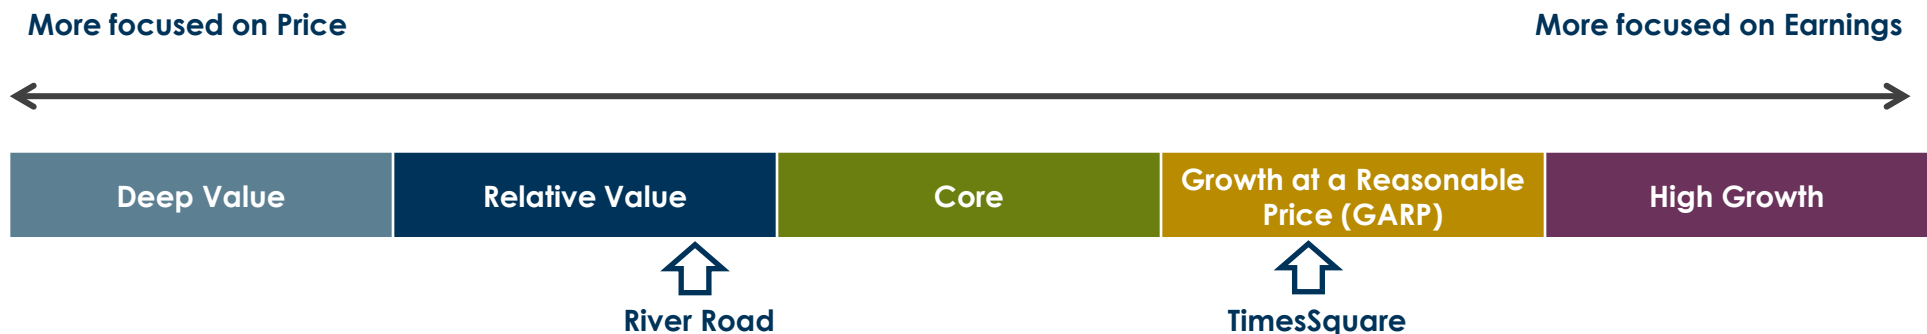 More focused on Price
More focused on Earnings
Deep Value
Relative Value
Core
Growth at a Reasonable
Price (GARP)
High Growth
River Road
TimesSquare